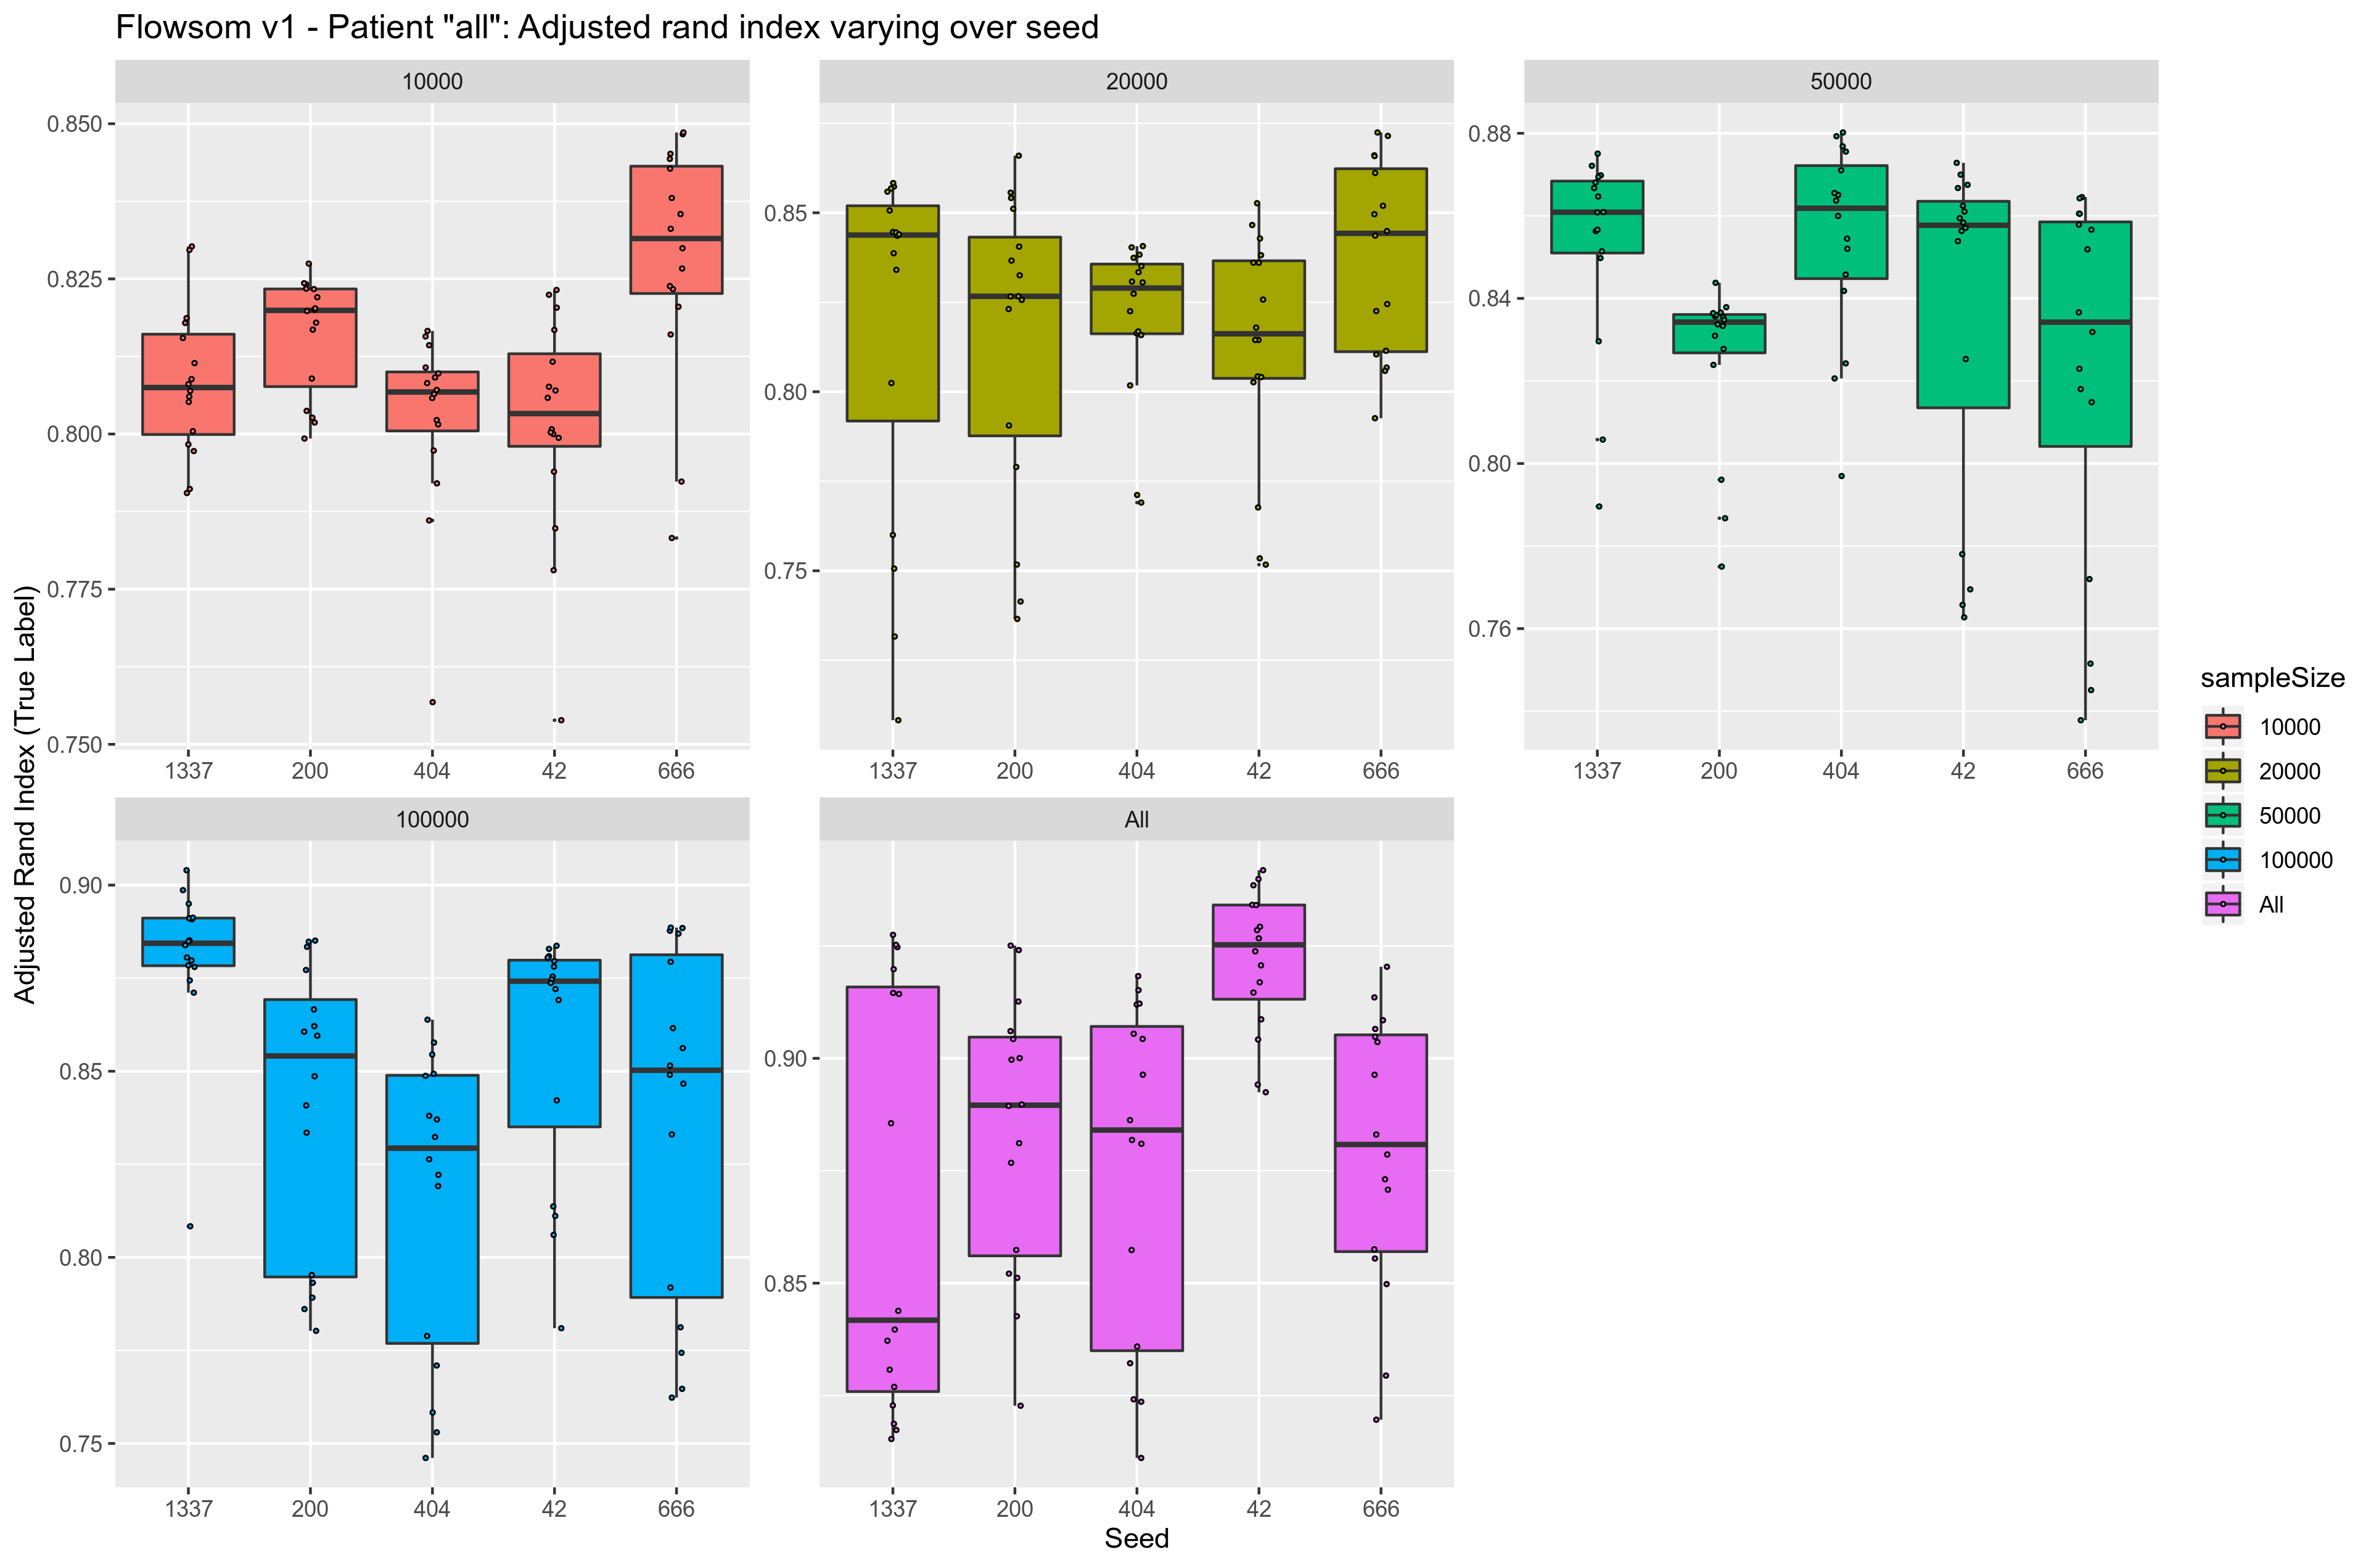 Flowsom v1 - Patient "all": Adjusted rand index varying over seed
10000
20000
50000
0.850
0.825
0.800
0.775
0.750
0.85
0.80
0.75
0.88
0.84
0.80
0.76
1337 200 404 42 666
1337 200 404 42 666
1337 200 404 42 666
100000
All
0.90
0.85
0.80
0.75
0.90
0.85
1337 200 404 42 666
1337 200 404 42 666
Adjusted Rand Index (True Label)
Seed
sampleSize
10000
20000
50000
100000
All